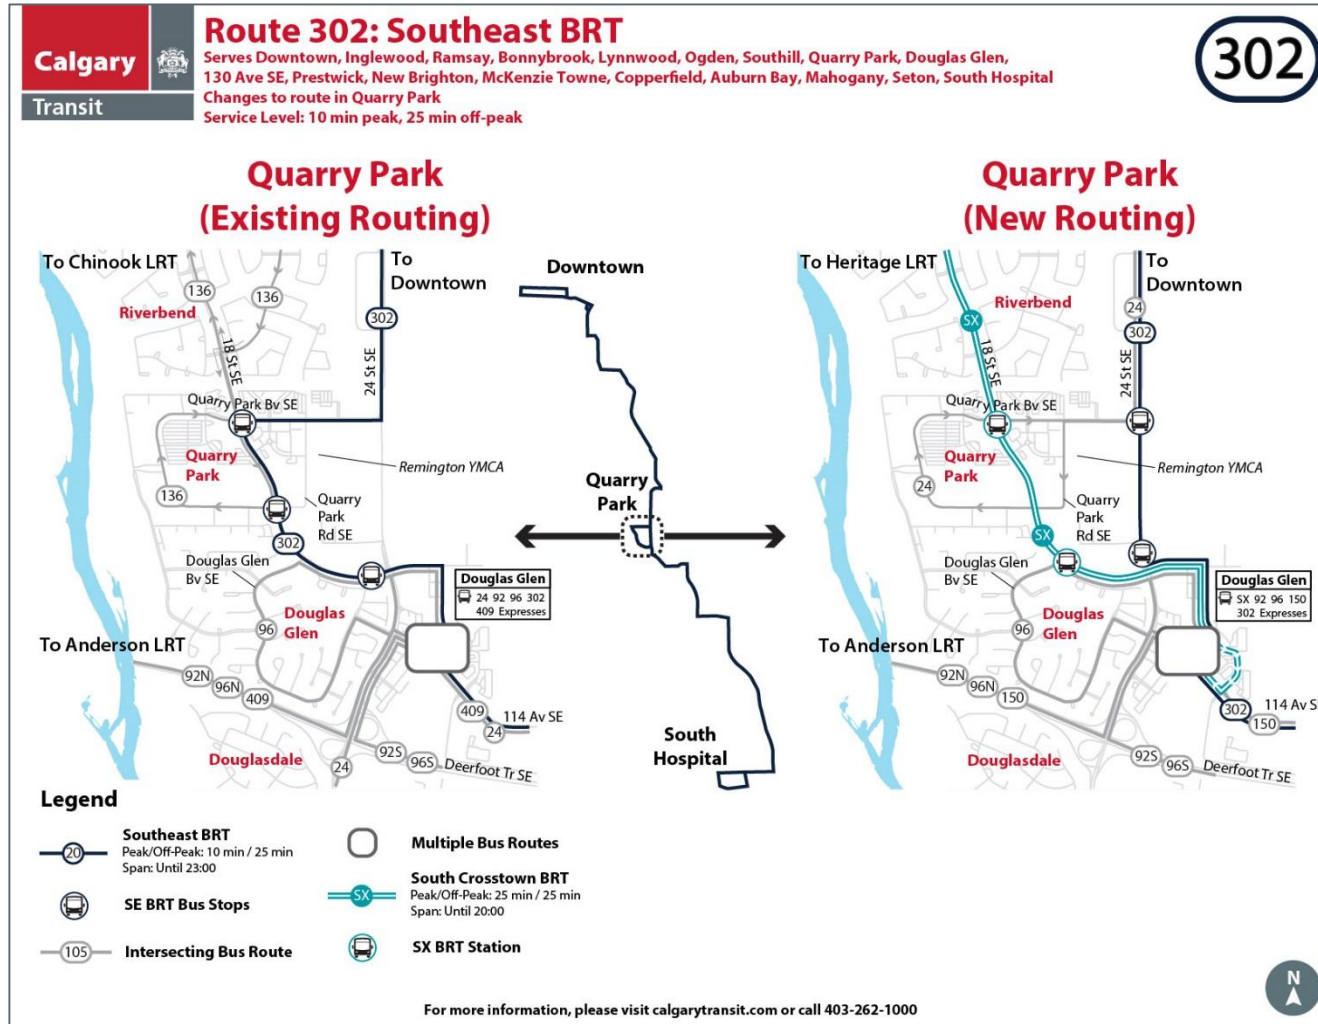 Calgary
Transit
Route 302: Southeast BRT
Serves Downtown, Inglewood, Ramsay, Bonnybrook, Lynnwood, Ogden, Southill, Quarry Park, Douglas Glen,
130 Ave SE, Prestwick, New Brighton, McKenzie Towne, Copperfield, Auburn Bay, Mahogany, Seton, South Hospital
Changes to route in Quarry Park
Service Level: 10 min peak, 25 min off-peak
302
Quarry Park
(Existing Routing)
To Chinook LRT
To
Downtown
136
136
Riverbend
302
18 St SE
24 St SE
Quarry Park Bv SE
Quarry
Park
Remington YMCA
136
Quarry
Park
Rd SE
302
Douglas Glen
Bv SE
Douglas Glen
24 92 96 302
409 Expresses
Douglas
Glen
96
To Anderson LRT
92N
96N
409
409
114 Av SE
24
Douglasdale
24
92S
96S
Deerfoot Tr SE
Downtown
Quarry
Park
South
Hospital
Quarry Park
(New Routing)
To Heritage LRT
To
Downtown
Riverbend
24
SX
302
18 St SE
24 St SE
Quarry Park Bv SE
Quarry
Park
Remington YMCA
24
Quarry
Park
Rd SE
SX
Douglas Glen
Bv SE
Douglas Glen
SX 92 96 150
302 Expresses
Douglas
Glen
96
To Anderson LRT
92N
96N
150
302
114 Av S
150
Douglasdale
92S
96S
Deerfoot Tr SE
Legend
20
Southeast BRT
Peak/Off-Peak: 10 min / 25 min
Span: Until 23:00
SE BRT Bus Stops
105
Intersecting Bus Route
Multiple Bus Routes
SX
South Crosstown BRT
Peak/Off-Peak: 25 min / 25 min
Span: Until 20:00
SX BRT Station
N
For more information, please visit calgarytransit.com or call 403-262-1000